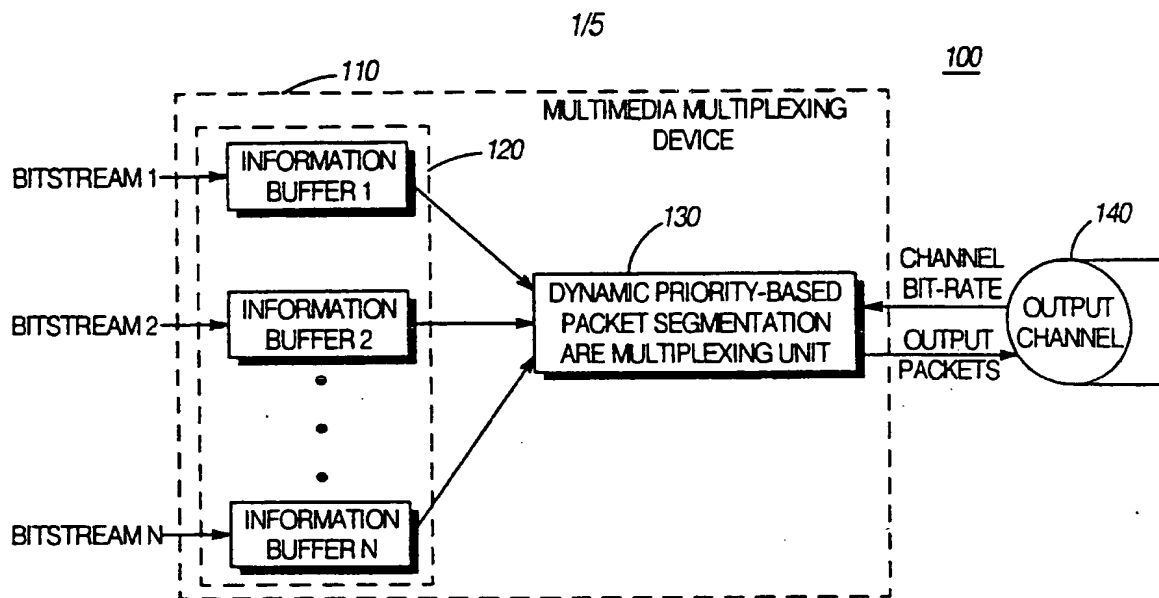 1/5
100
110
MULTIMEDIA MULTIPLEXING
DEVICE
120
BITSTREAM 1
INFORMATION
BUFFER 1
130
140
BITSTREAM 2
INFORMATION
BUFFER 2
DYNAMIC PRIORITY-BASED
PACKET SEGMENTATION
ARE MULTIPLEXING UNIT
CHANNEL
BIT-RATE
OUTPUT
PACKETS
OUTPUT
CHANNEL
BITSTREAM N
INFORMATION
BUFFER N